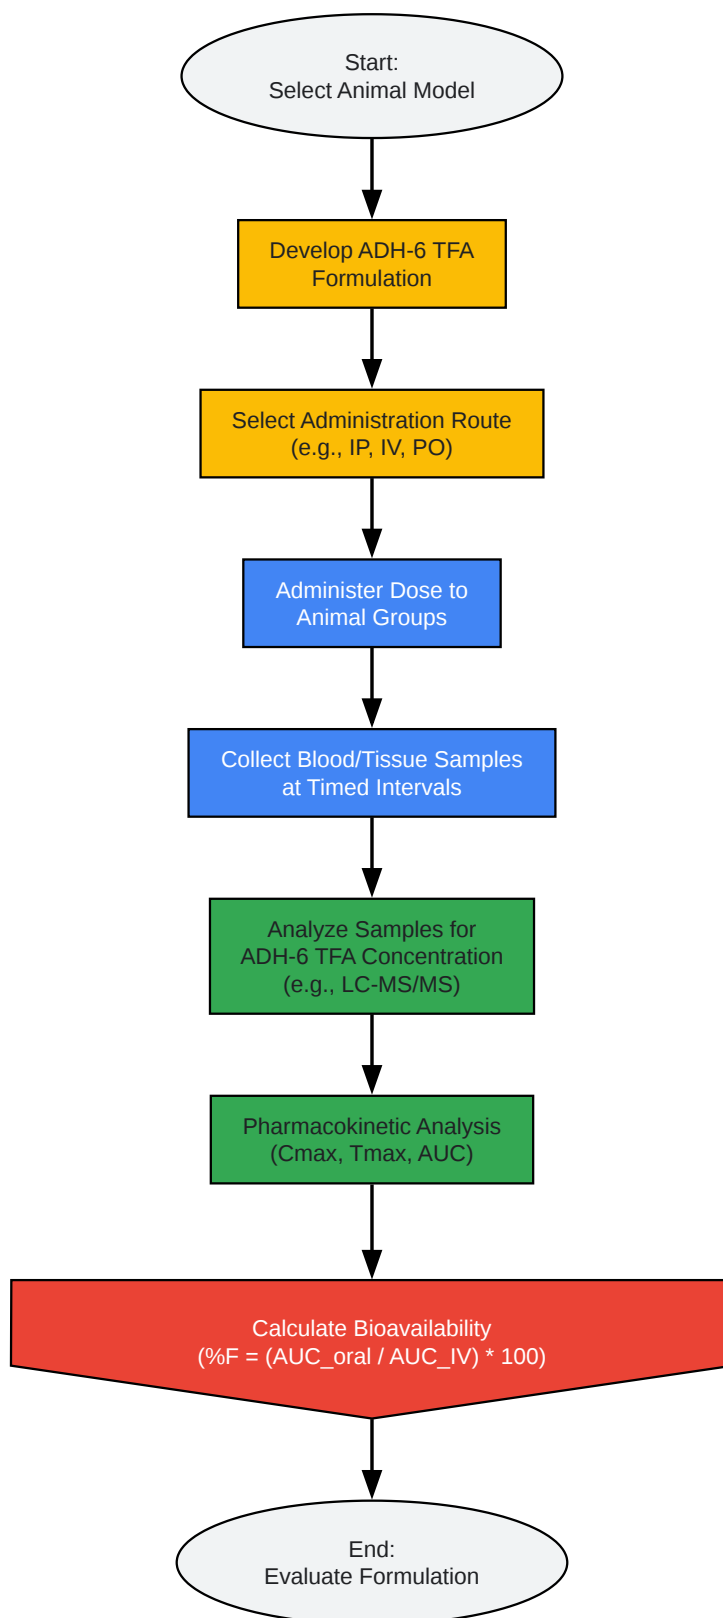 Start:
Select Animal Model
Develop ADH-6 TFA
Formulation
Select Administration Route
(e.g., IP, IV, PO)
Administer Dose to
Animal Groups
Collect Blood/Tissue Samples
at Timed Intervals
Analyze Samples for
ADH-6 TFA Concentration
(e.g., LC-MS/MS)
Pharmacokinetic Analysis
(Cmax, Tmax, AUC)
Calculate Bioavailability
(%F = (AUC_oral / AUC_IV) * 100)
End:
Evaluate Formulation